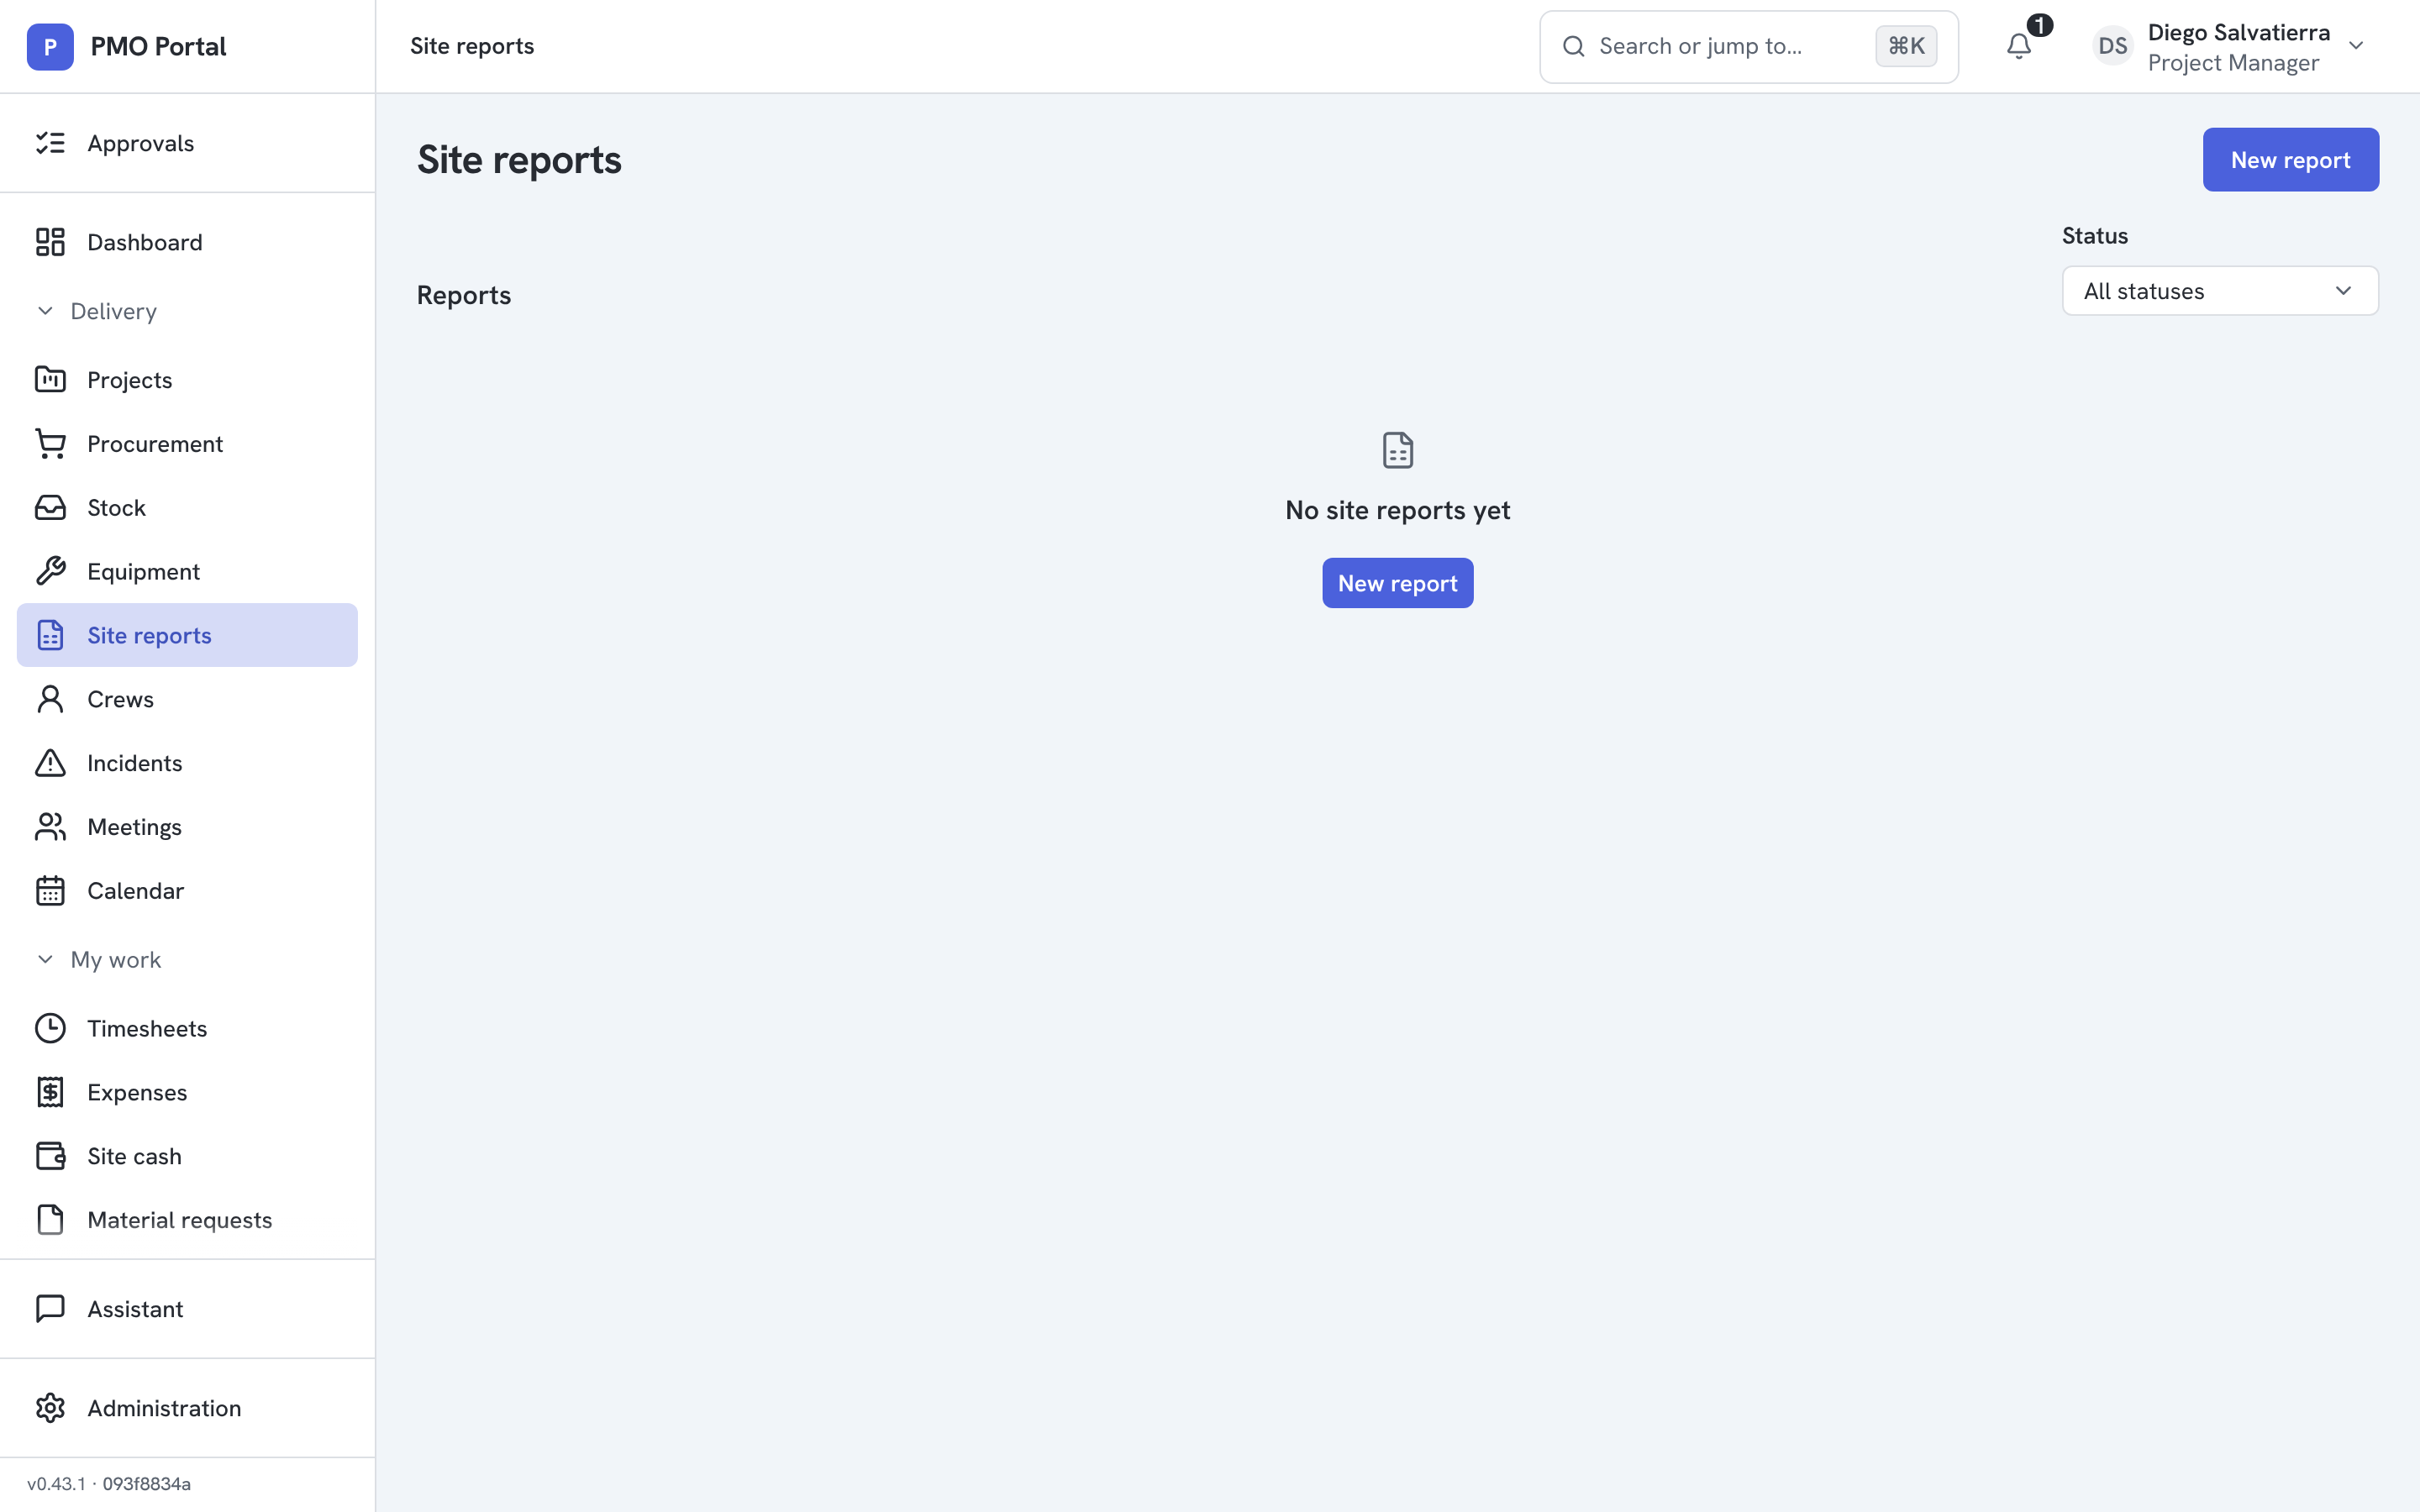 P
PMO Portal
Site reports
Search or jump to...
⌘K
1
DS
Diego Salvatierra
Project Manager
Approvals
Dashboard
Delivery
Projects
Procurement
Stock
Equipment
Site reports
Crews
Incidents
Meetings
Calendar
My work
Timesheets
Expenses
Site cash
Material requests
Assistant
Administration
v0.43.1 · 093f8834a
Site reports
New report
Status
Reports
All statuses
No site reports yet
New report